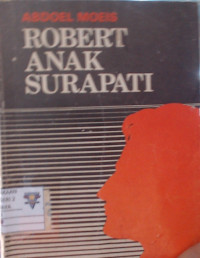 ABDOEL MOEIS
ROBERT
ANAK
SURAPATI